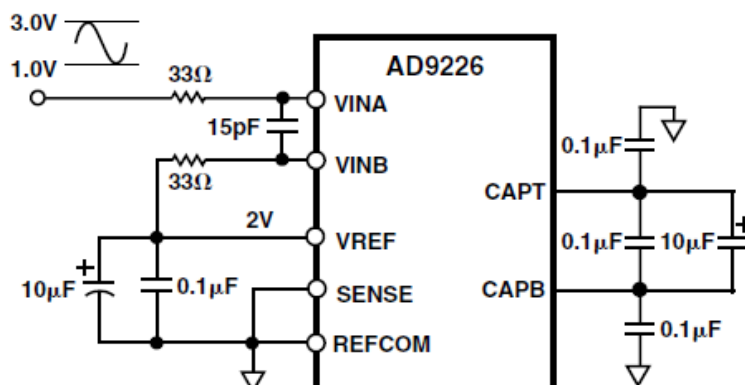 3.0V
1.0V
33Ω
15pF
33Ω
2V
10µF
0.1µF
AD9226
VINA
VINB
VREF
SENSE
REFCOM
CAPT
CAPB
0.1µF
0.1µF
10µF
0.1µF